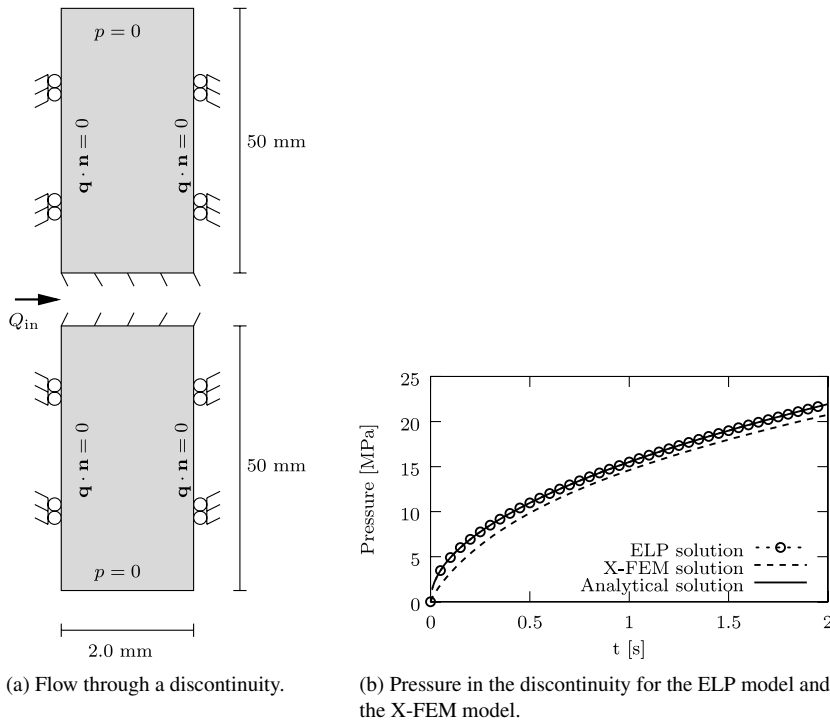 p = 0
q · n = 0
q · n = 0
50 mm
Q_in
q · n = 0
q · n = 0
50 mm
p = 0
2.0 mm
(a) Flow through a discontinuity.
25
20
15
10
5
0
Pressure [MPa]
ELP solution
X-FEM solution
Analytical solution
0 0.5 1 1.5 2
t [s]
(b) Pressure in the discontinuity for the ELP model and
the X-FEM model.